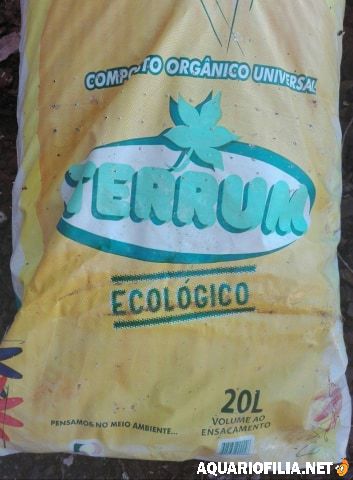 COMPOSTO ORGÂNICO UNIVERSAL
TERRUM
ECOLÓGICO
20L
VOLUME AO
ENSACAMENTO
PENSAMOS NO MEIO AMBIENTE...
AQUARIOFILIA.NET